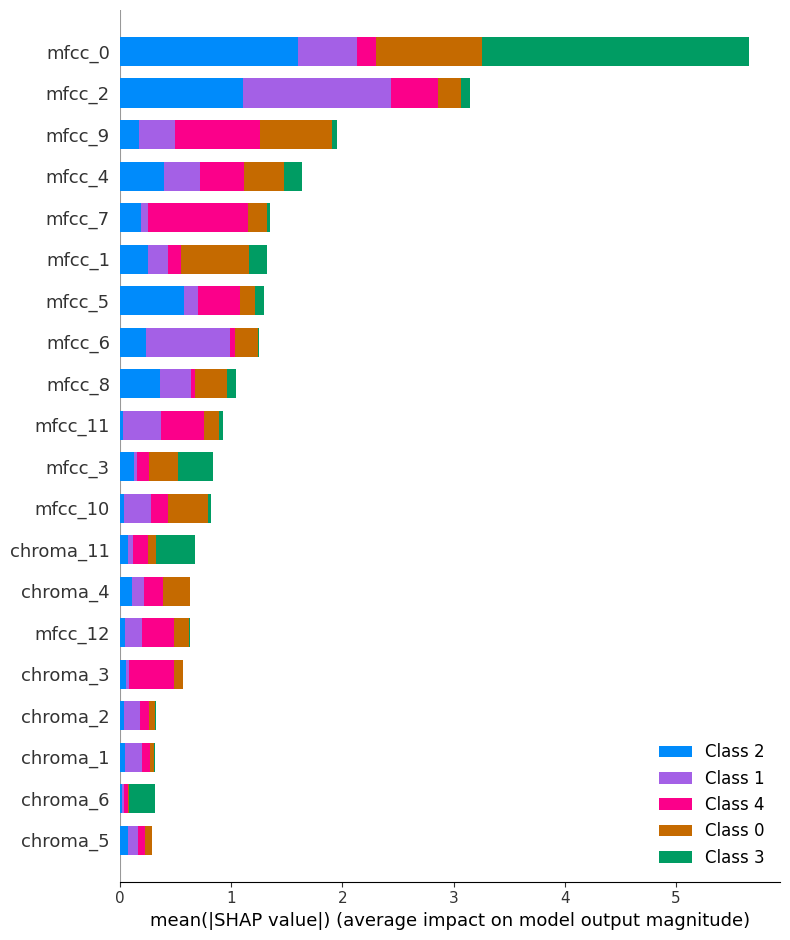 mfcc_0
mfcc_2
mfcc_9
mfcc_4
mfcc_7
mfcc_1
mfcc_5
mfcc_6
mfcc_8
mfcc_11
mfcc_3
mfcc_10
chroma_11
chroma_4
mfcc_12
chroma_3
chroma_2
chroma_1
chroma_6
chroma_5
Class 2
Class 1
Class 4
Class 0
Class 3
0 1 2 3 4 5
mean(|SHAP value|) (average impact on model output magnitude)